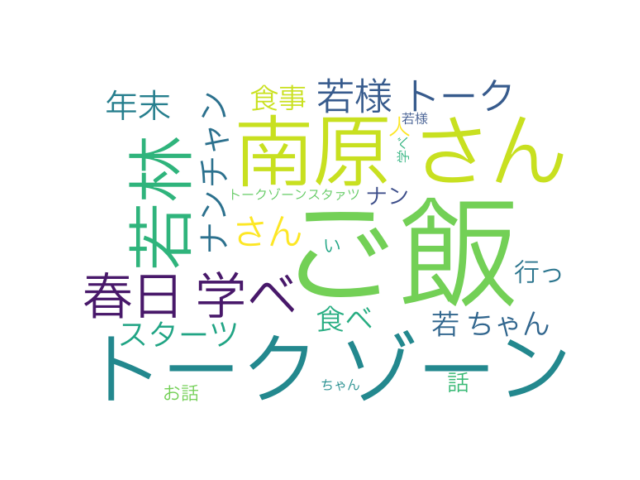 年末
食事
若様 トーク
ナンチャン
若林
南原 さん
人
若様
トークゾーンスタァツ
ナン
さん
い
ご飯
春日 学べ
行っ
スターツ
食べ
若 ちゃん
トーク ゾーン
お話
ちゃん
話